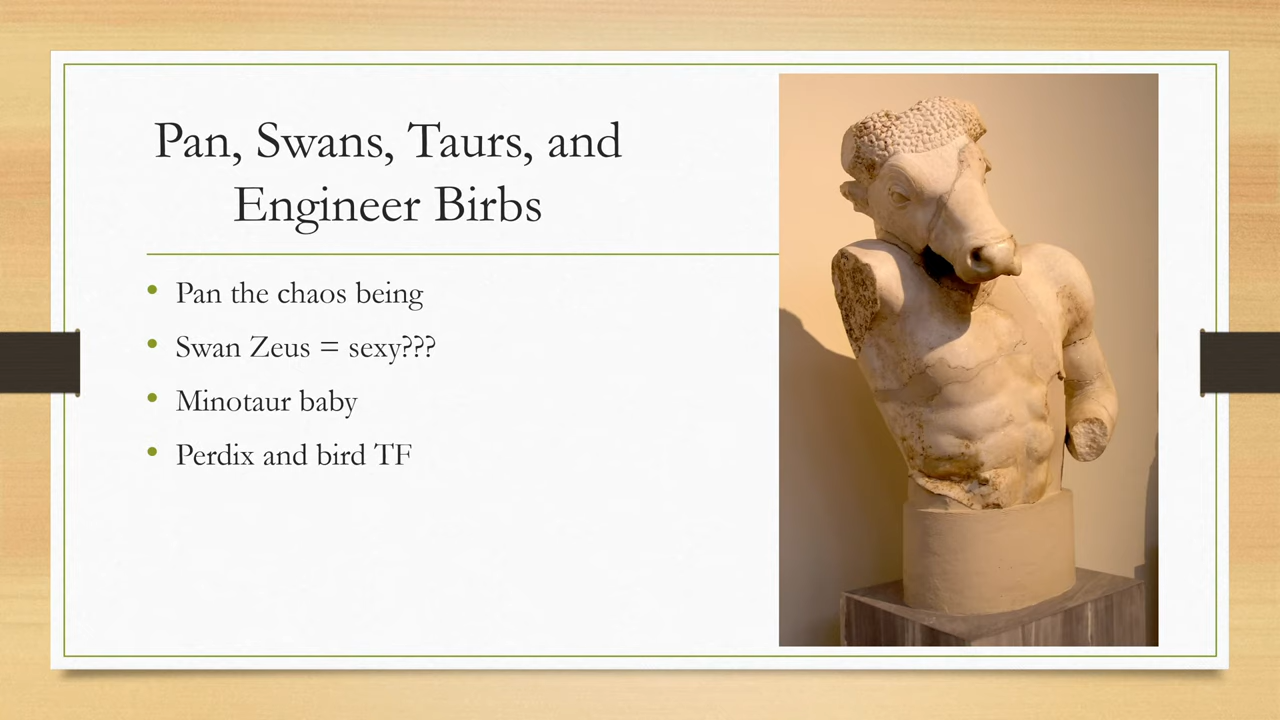 Pan, Swans, Taurs, and
Engineer Birbs
Pan the chaos being
Swan Zeus = sexy???
Minotaur baby
Perdix and bird TF